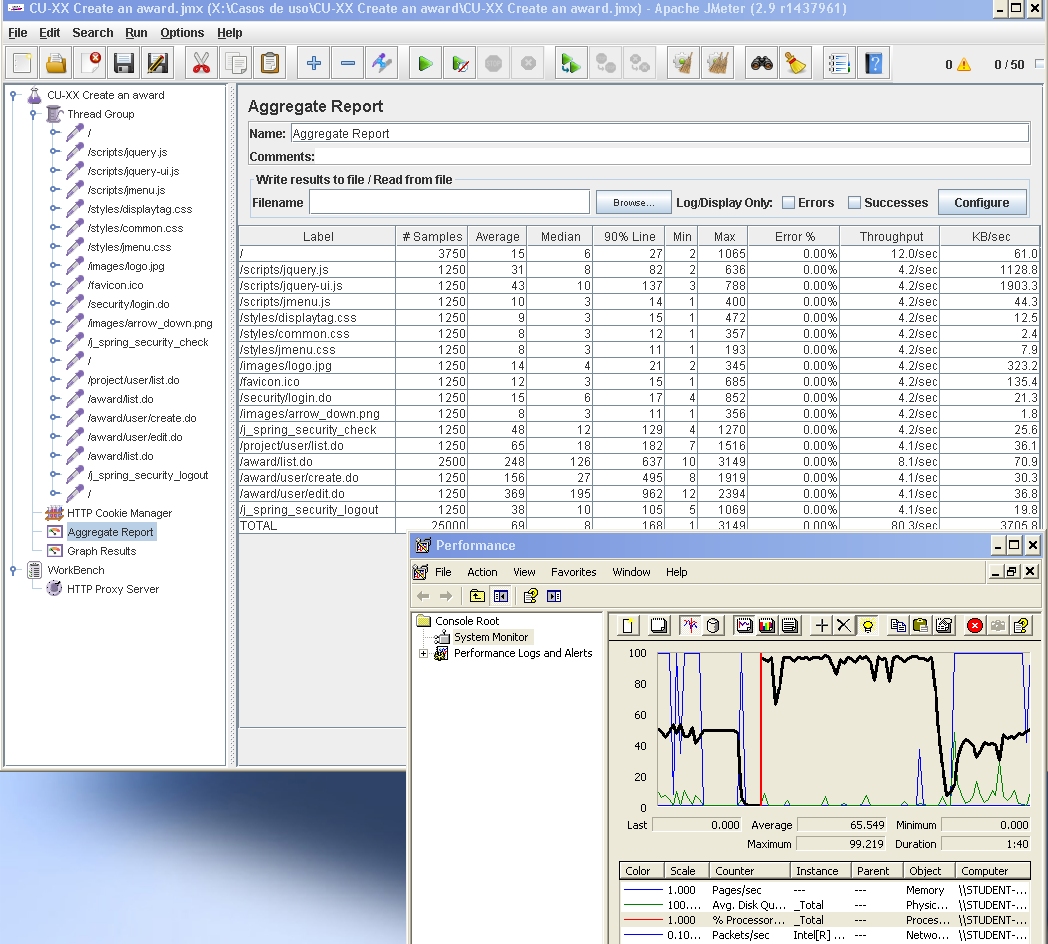 CU-XX Create an award.jmx (X:\Casos de uso\CU-XX Create an award\CU-XX Create an award.jmx) - Apache JMeter (2.9 r1437961)
File Edit Search Run Options Help
0 0 / 50
CU-XX Create an award
Thread Group
/
/scripts/jquery.js
/scripts/jquery-ui.js
/scripts/jmenu.js
/styles/displaytag.css
/styles/common.css
/styles/jmenu.css
/images/logo.jpg
/favicon.ico
/security/login.do
/images/arrow_down.png
/j_spring_security_check
/
/project/user/list.do
/award/list.do
/award/user/create.do
/award/user/edit.do
/award/list.do
/j_spring_security_logout
/
HTTP Cookie Manager
Aggregate Report
Graph Results
WorkBench
HTTP Proxy Server
Aggregate Report
Name: Aggregate Report
Comments:
Write results to file / Read from file
Filename Browse... Log/Display Only: Errors Successes Configure
Label # Samples Average Median 90% Line Min Max Error % Throughput KB/sec
/ 3750 15 6 27 2 1065 0.00% 12.0/sec 61.0
/scripts/jquery.js 1250 31 8 82 2 636 0.00% 4.2/sec 1128.8
/scripts/jquery-ui.js 1250 43 10 137 3 788 0.00% 4.2/sec 1903.3
/scripts/jmenu.js 1250 10 3 14 1 400 0.00% 4.2/sec 44.3
/styles/displaytag.css 1250 9 3 15 1 472 0.00% 4.2/sec 12.5
/styles/common.css 1250 8 3 12 1 357 0.00% 4.2/sec 2.4
/styles/jmenu.css 1250 8 3 11 1 193 0.00% 4.2/sec 7.9
/images/logo.jpg 1250 14 4 21 2 345 0.00% 4.2/sec 323.2
/favicon.ico 1250 12 3 15 1 685 0.00% 4.2/sec 135.4
/security/login.do 1250 15 6 17 4 852 0.00% 4.2/sec 21.3
/images/arrow_down.png 1250 8 3 11 1 356 0.00% 4.2/sec 1.8
/j_spring_security_check 1250 48 12 129 4 1270 0.00% 4.2/sec 25.6
/project/user/list.do 1250 65 18 182 7 1516 0.00% 4.1/sec 36.1
/award/list.do 2500 248 126 637 10 3149 0.00% 8.1/sec 70.9
/award/user/create.do 1250 156 27 495 8 1919 0.00% 4.1/sec 30.3
/award/user/edit.do 1250 369 195 962 12 2394 0.00% 4.1/sec 36.8
/j_spring_security_logout 1250 38 10 105 5 1069 0.00% 4.1/sec 19.8
TOTAL 25000 69 8 168 1 3149 0.00% 80.3/sec 3705.8
Performance
File Action View Favorites Window Help
Console Root
System Monitor
Performance Logs and Alerts
100
80
60
40
20
0
Last 0.000 Average 65.549 Minimum 0.000
Maximum 99.219 Duration 1:40
Color Scale Counter Instance Parent Object Computer
1.000 Pages/sec --- --- Memory \\STUDENT-...
100.... Avg. Disk Qu... _Total --- Physic... \\STUDENT-...
1.000 % Processor... _Total --- Proces... \\STUDENT-...
0.10... Packets/sec Intel[R] ... --- Netwo... \\STUDENT-...